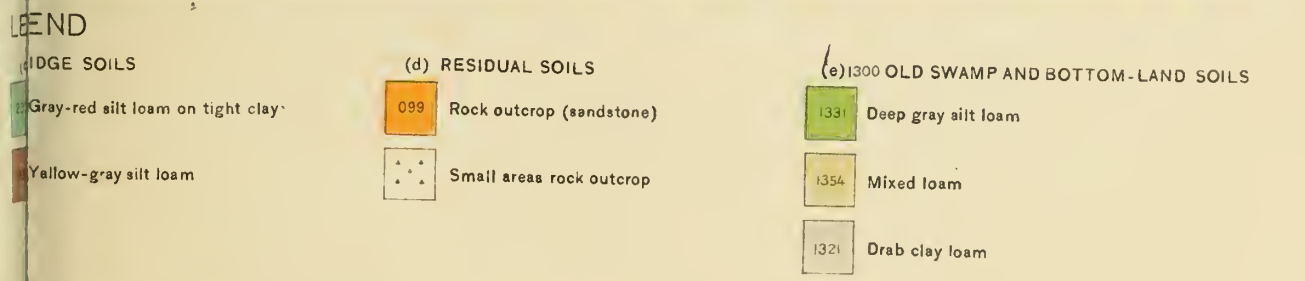 LEEND
IDGE SOILS
Gray-red silt loam on tight clay
Yellow-gray silt loam
(d) RESIDUAL SOILS
099 Rock outcrop (sandstone)
Small areas rock outcrop
(e) 1300 OLD SWAMP AND BOTTOM-LAND SOILS
1331 Deep gray silt loam
1354 Mixed loam
1321 Drab clay loam